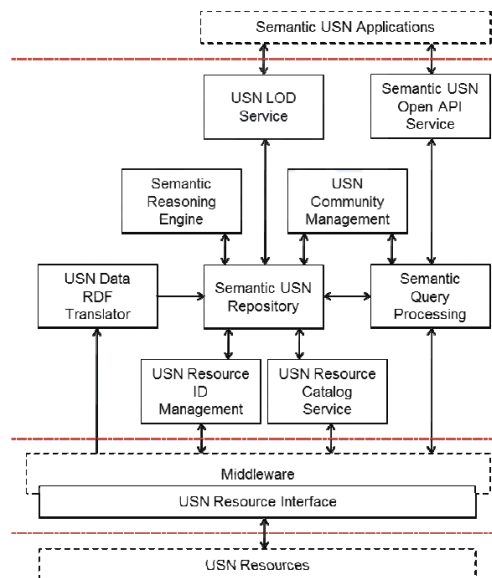 Semantic USN Applications
USN LOD
Service
Semantic USN
Open API
Service
Semantic
Reasoning
Engine
USN
Community
Management
USN Data
RDF
Translator
Semantic USN
Repository
Semantic
Query
Processing
USN Resource
ID
Management
USN Resource
Catalog
Service
Middleware
USN Resource Interface
USN Resources